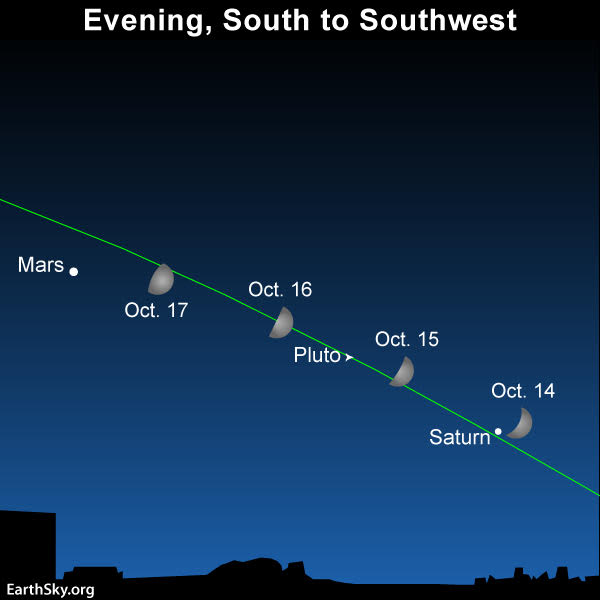 Evening, South to Southwest
Mars
Oct. 17
Oct. 16
Pluto
Oct. 15
Oct. 14
Saturn
EarthSky.org